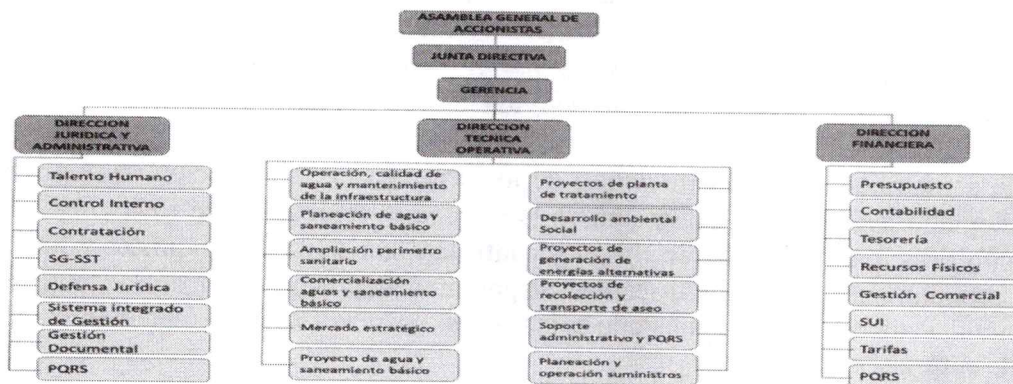 ASAMBLEA GENERAL DE
ACCIONISTAS
JUNTA DIRECTIVA
GERENCIA
DIRECCION
JURIDICA Y
ADMINISTRATIVA
Talento Humano
Control Interno
Contratación
SG-SST
Defensa Jurídica
Sistema Integrado
de Gestión
Gestión
Documental
PQRS
DIRECCION
TECNICA
OPERATIVA
Operación, calidad de
agua y mantenimiento
de la infraestructura
Planeación de agua y
saneamiento básico
Ampliación perímetro
sanitario
Comercialización
aguas y saneamiento
básico
Mercado estratégico
Proyecto de agua y
saneamiento básico
Proyectos de planta
de tratamiento
Desarrollo ambiental
Social
Proyectos de
generación de
energías alternativas
Proyectos de
recolección y
transporte de aseo
Soporte
administrativo y PQRS
Planeación y
operación suministros
DIRECCION
FINANCIERA
Presupuesto
Contabilidad
Tesorería
Recursos Físicos
Gestión Comercial
SUI
Tarifas
PQRS